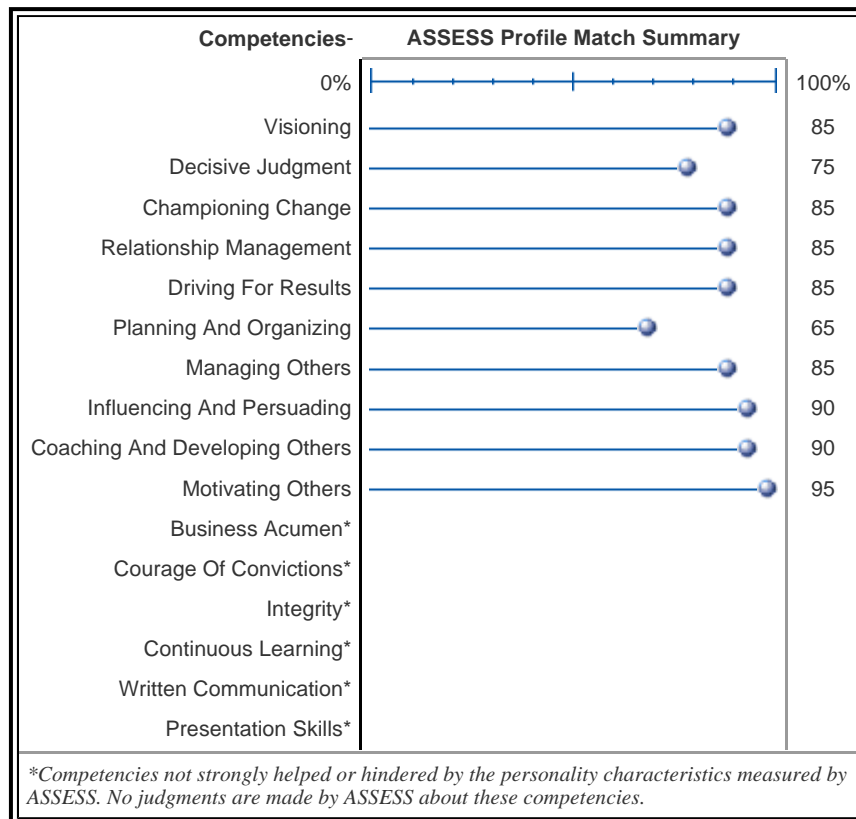 Competencies- ASSESS Profile Match Summary
0% 100%
Visioning 85
Decisive Judgment 75
Championing Change 85
Relationship Management 85
Driving For Results 85
Planning And Organizing 65
Managing Others 85
Influencing And Persuading 90
Coaching And Developing Others 90
Motivating Others 95
Business Acumen*
Courage Of Convictions*
Integrity*
Continuous Learning*
Written Communication*
Presentation Skills*
*Competencies not strongly helped or hindered by the personality characteristics measured by
ASSESS. No judgments are made by ASSESS about these competencies.